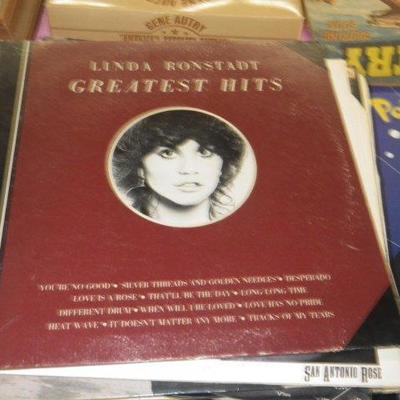 GENE AUTRY
LINDA RONSTADT
GREATEST HITS
YOU'RE NO GOOD • SILVER THREADS AND GOLDEN NEEDLES • DESPERADO
LOVE IS A ROSE • THAT'LL BE THE DAY • LONG LONG TIME
DIFFERENT DRUM • WHEN WILL I BE LOVED • LOVE HAS NO PRIDE
HEAT WAVE • IT DOESN'T MATTER ANY MORE • TRACKS OF MY TEARS
SAN ANTONIO ROSE